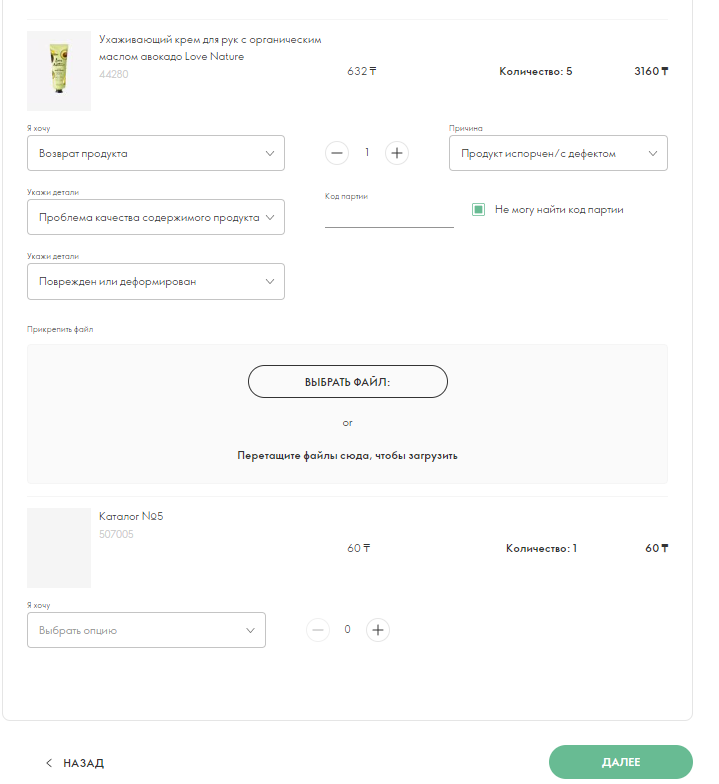 Ухаживающий крем для рук с органическим
маслом авокадо Love Nature
44280
632 ₸
Количество: 5
3160 ₸
Я хочу
Возврат продукта
1
Причина
Продукт испорчен/с дефектом
Укажи детали
Проблема качества содержимого продукта
Код партии
Не могу найти код партии
Укажи детали
Поврежден или деформирован
Прикрепить файл
ВЫБРАТЬ ФАЙЛ:
or
Перетащите файлы сюда, чтобы загрузить
Каталог №5
507005
60 ₸
Количество: 1
60 ₸
Я хочу
Выбрать опцию
0
НАЗАД
ДАЛЕЕ